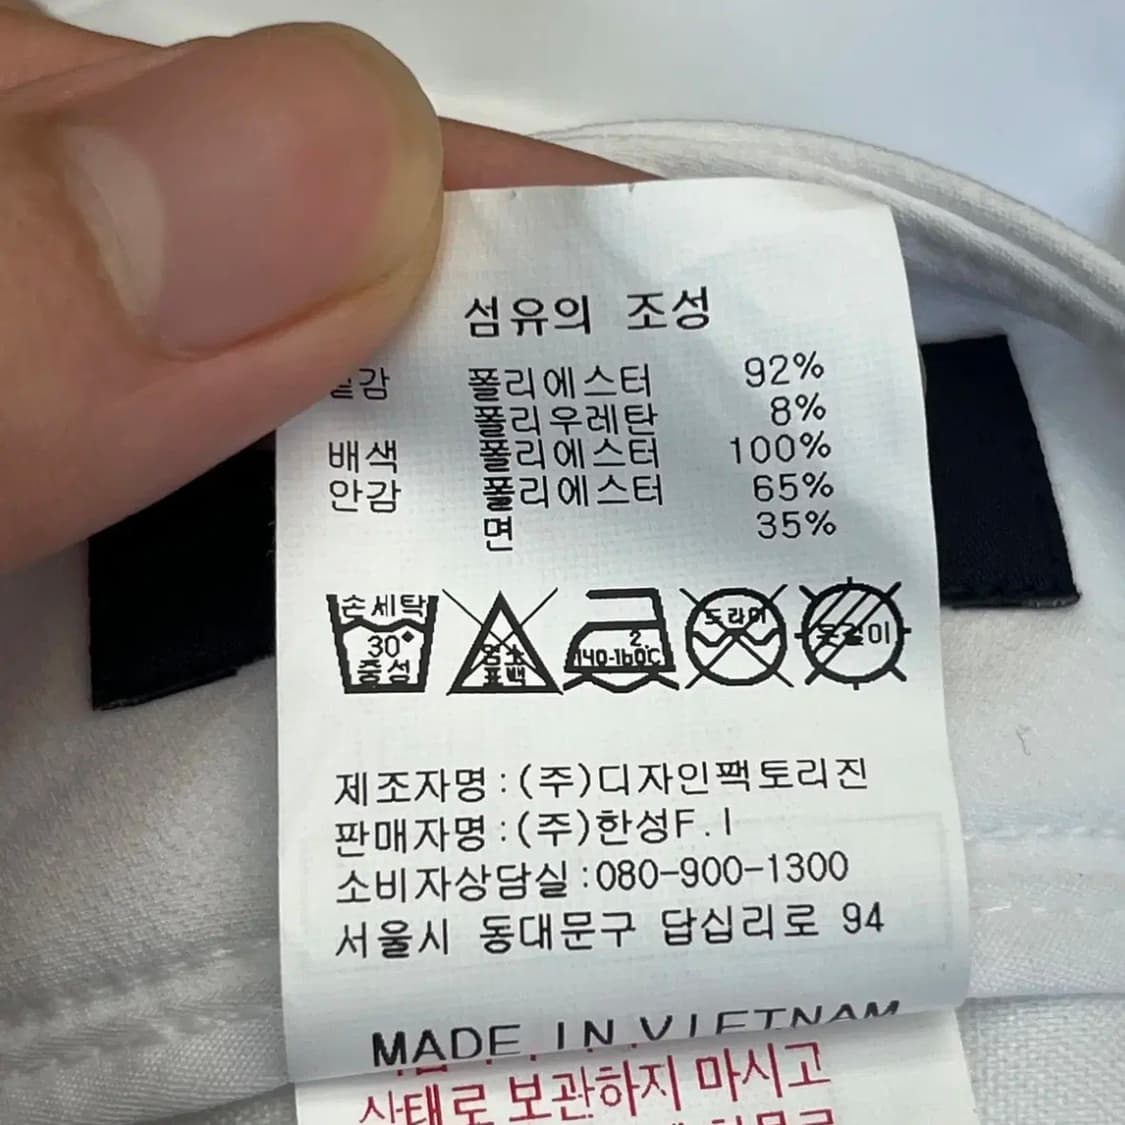 섬유의 조성
겉감 폴리에스터 92%
폴리우레탄 8%
배색 폴리에스터 100%
안감 폴리에스터 65%
면 35%
손세탁 30° 중성
염소 표백
2. 140-160℃
드라이
옷걸이
제조자명:(주)디자인팩토리진
판매자명:(주)한성F.I
소비자상담실:080-900-1300
서울시 동대문구 답십리로 94
MADE IN VIETNAM
상태로 보관하지 마시고